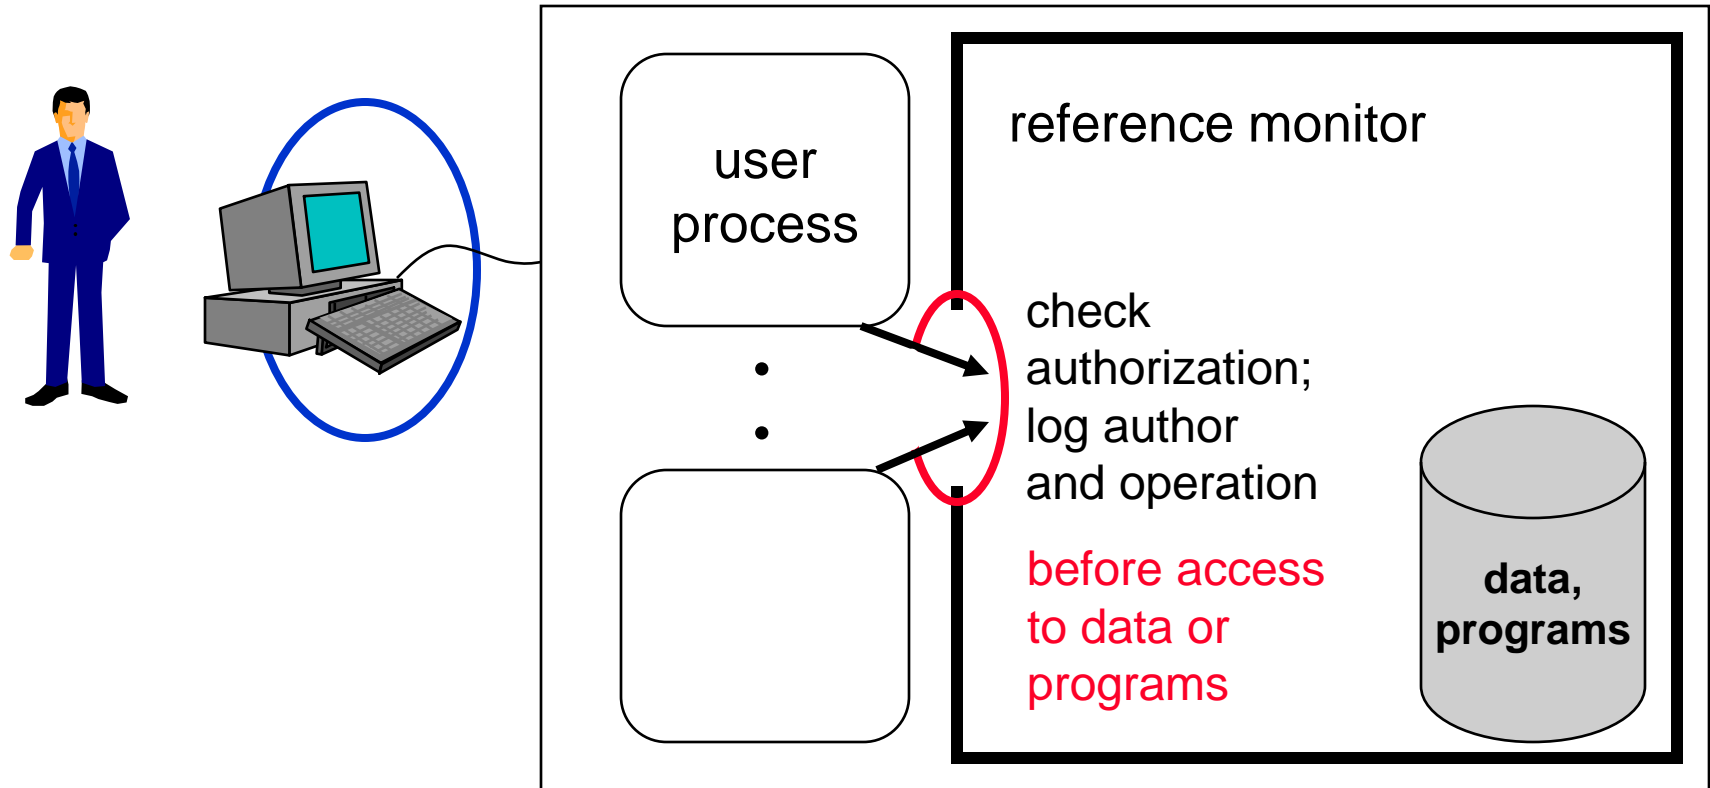 user
process
reference monitor
check
authorization;
log author
and operation
before access
to data or
programs
data,
programs